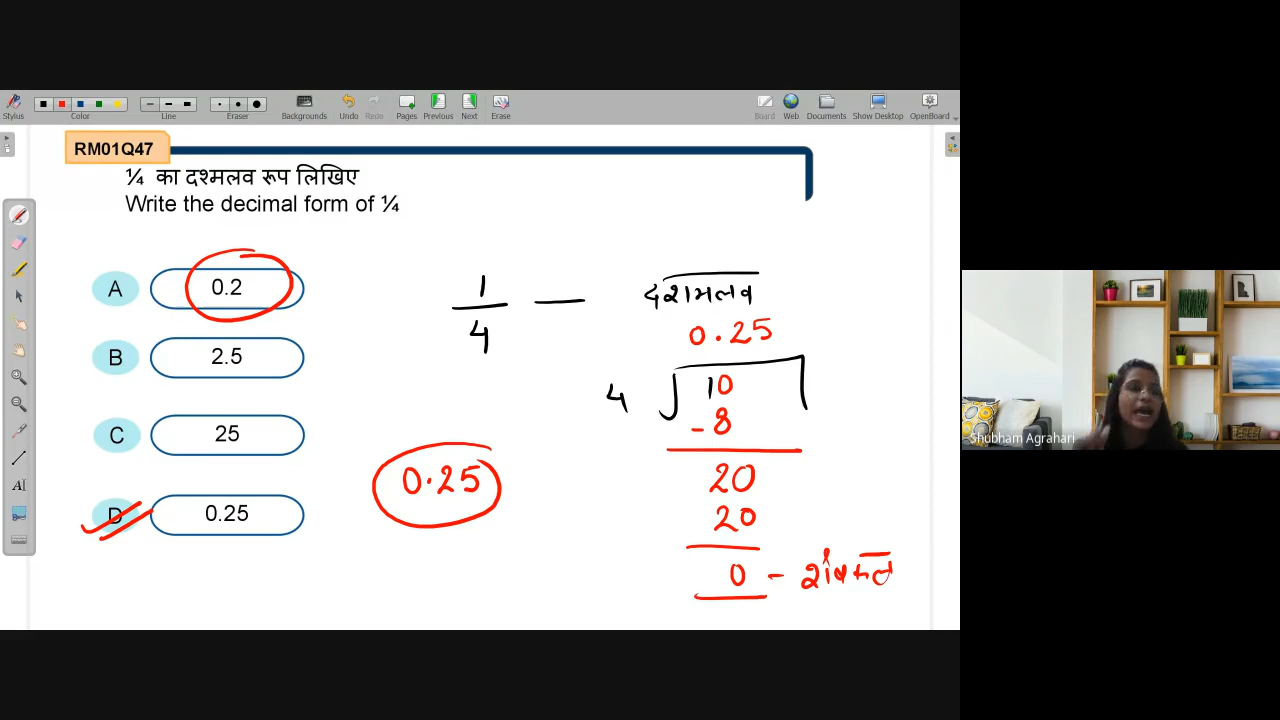 Stylus
Color
Line
Eraser
Backgrounds
Undo
Redo
Pages
Previous
Next
Erase
Board
Web
Documents
Show Desktop
OpenBoard
RM01Q47
¼ का दश्मलव रूप लिखिए
Write the decimal form of ¼
A 0.2
B 2.5
C 25
D 0.25
1
4
—
दशमलव
0.25
4
10
- 8
20
20
0 -
0.25
Shubham Agrahari